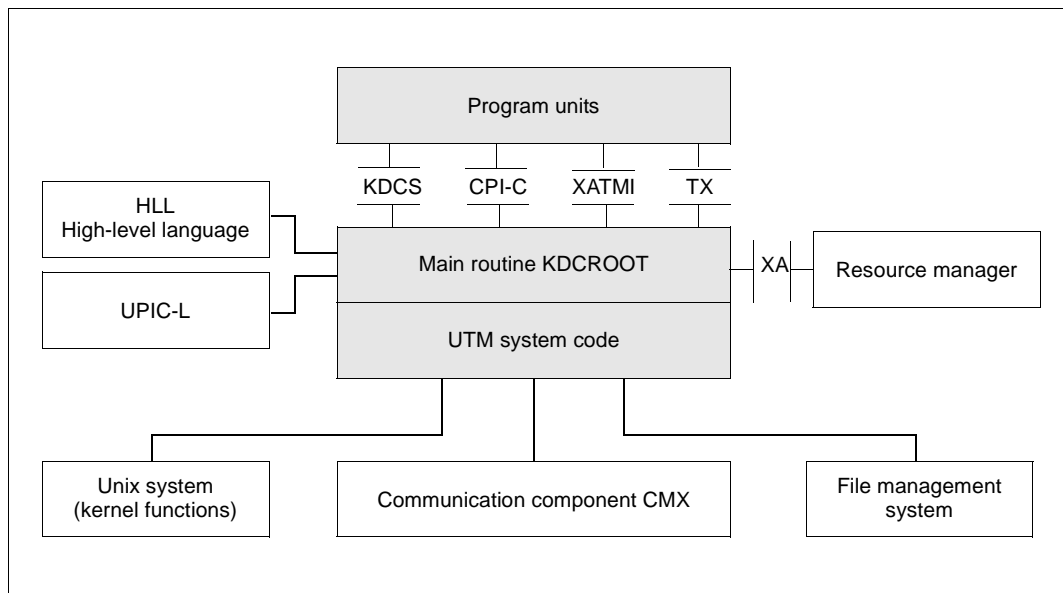 Program units
KDCS
CPI-C
XATMI
TX
HLL
High-level language
Main routine KDCROOT
XA
Resource manager
UPIC-L
UTM system code
Unix system
(kernel functions)
Communication component CMX
File management
system